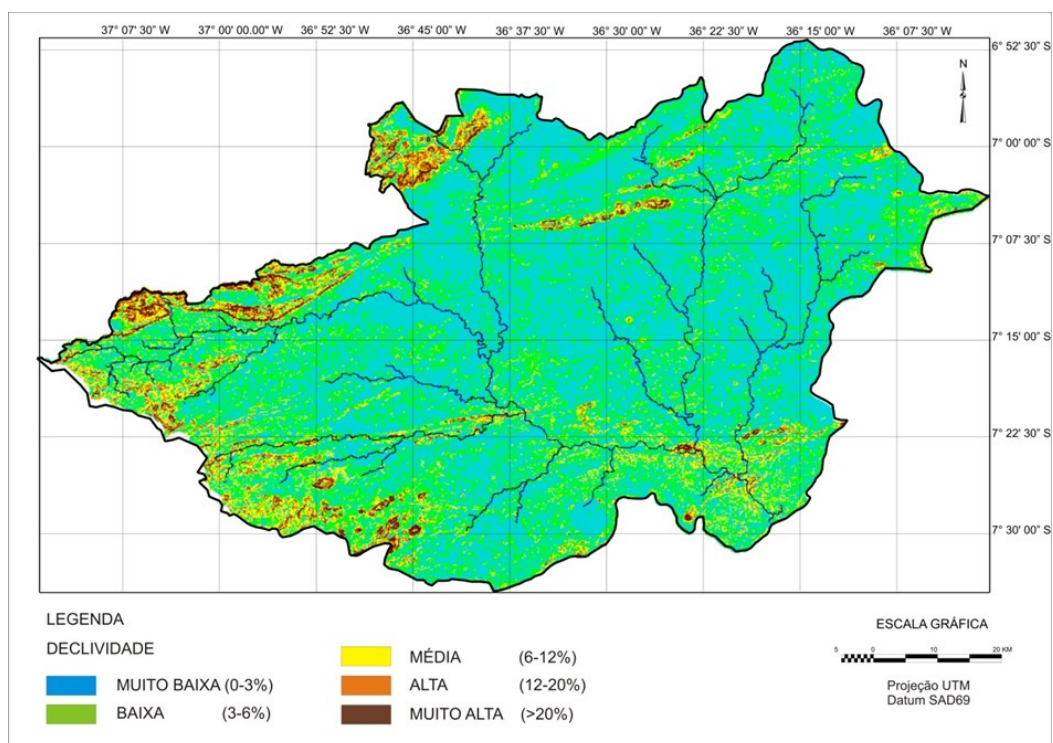 37° 07' 30" W 37° 00' 00.00" W 36° 52' 30" W 36° 45' 00" W 36° 37' 30" W 36° 30' 00" W 36° 22' 30" W 36° 15' 00" W 36° 07' 30" W
6° 52' 30" S
N
7° 00' 00" S
7° 07' 30" S
7° 15' 00" S
7° 22' 30" S
7° 30' 00" S
LEGENDA
DECLIVIDADE
MUITO BAIXA (0-3%)
BAIXA (3-6%)
MÉDIA (6-12%)
ALTA (12-20%)
MUITO ALTA (>20%)
ESCALA GRÁFICA
5 0 10 20 KM
Projeção UTM
Datum SAD69